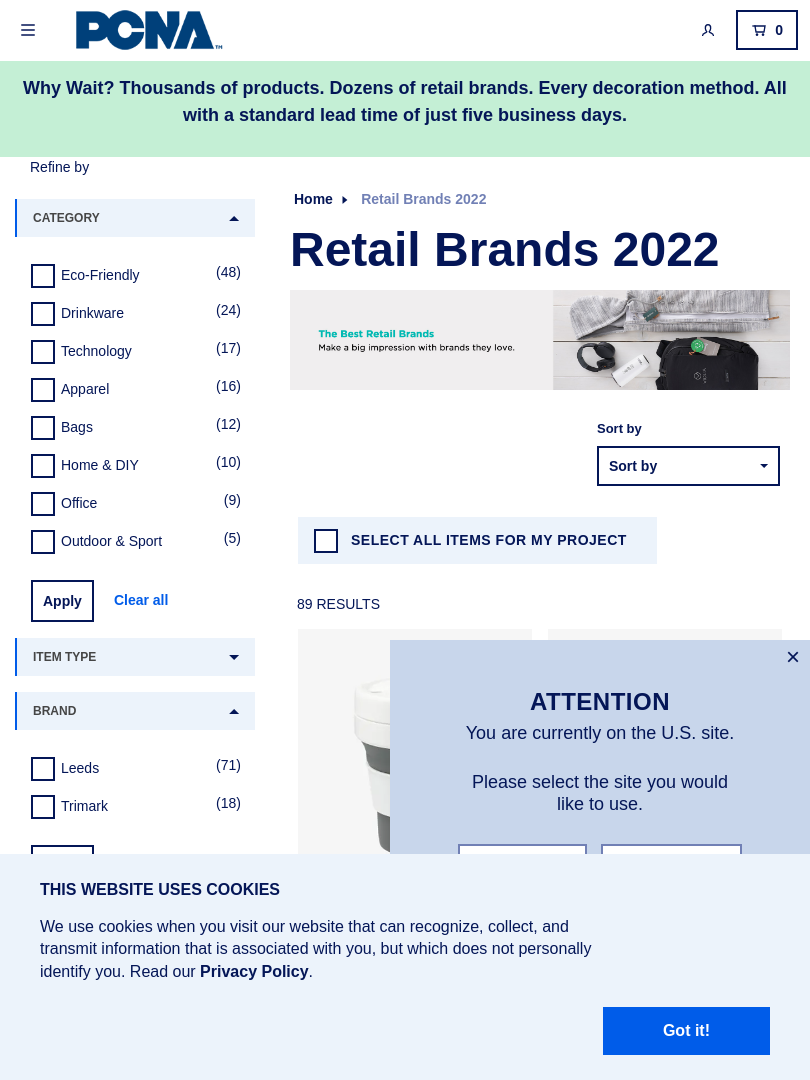 PCNA™
0
Why Wait? Thousands of products. Dozens of retail brands. Every decoration method. All
with a standard lead time of just five business days.
Refine by
CATEGORY
Eco-Friendly (48)
Drinkware (24)
Technology (17)
Apparel (16)
Bags (12)
Home & DIY (10)
Office (9)
Outdoor & Sport (5)
Apply Clear all
ITEM TYPE
BRAND
Leeds (71)
Trimark (18)
Home Retail Brands 2022
Retail Brands 2022
The Best Retail Brands
Make a big impression with brands they love.
Sort by
Sort by
SELECT ALL ITEMS FOR MY PROJECT
89 RESULTS
ATTENTION
You are currently on the U.S. site.
Please select the site you would
like to use.
THIS WEBSITE USES COOKIES
We use cookies when you visit our website that can recognize, collect, and
transmit information that is associated with you, but which does not personally
identify you. Read our Privacy Policy.
Got it!